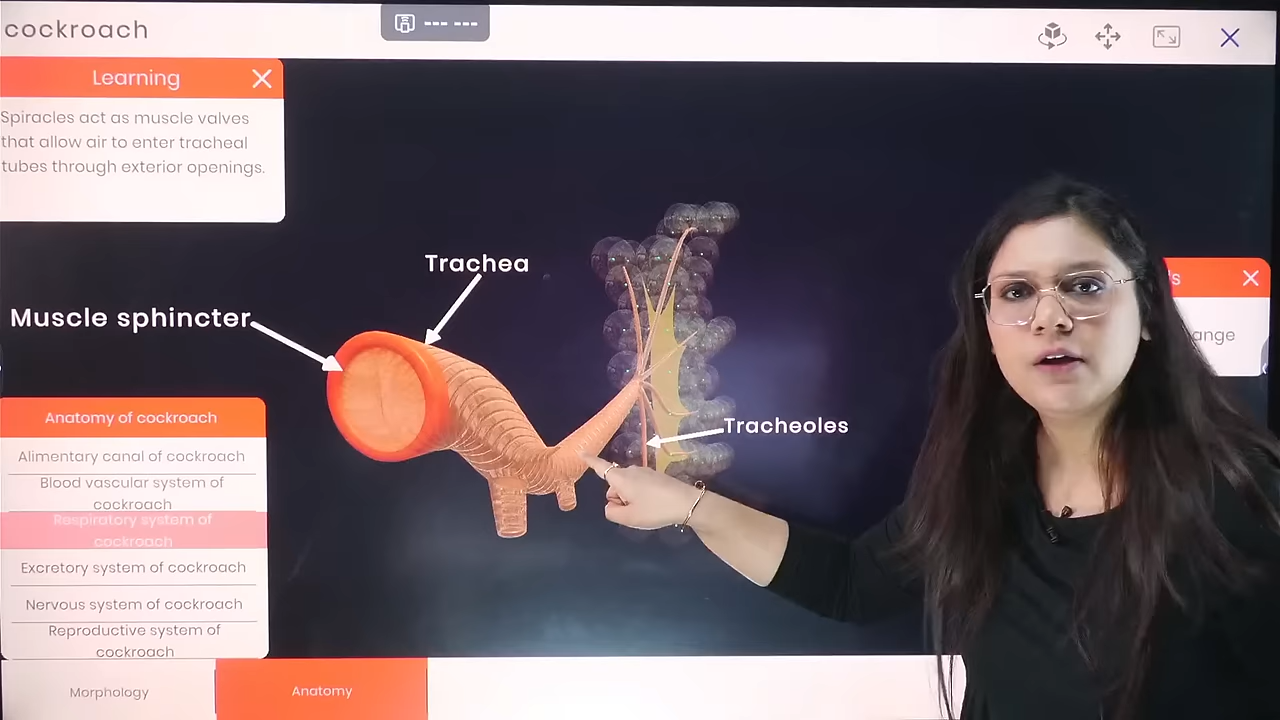 cockroach
Learning
Spiracles act as muscle valves
that allow air to enter tracheal
tubes through exterior openings.
Trachea
Muscle sphincter
Tracheoles
Anatomy of cockroach
Alimentary canal of cockroach
Blood vascular system of
cockroach
Respiratory system of
cockroach
Excretory system of cockroach
Nervous system of cockroach
Reproductive system of
cockroach
Morphology
Anatomy